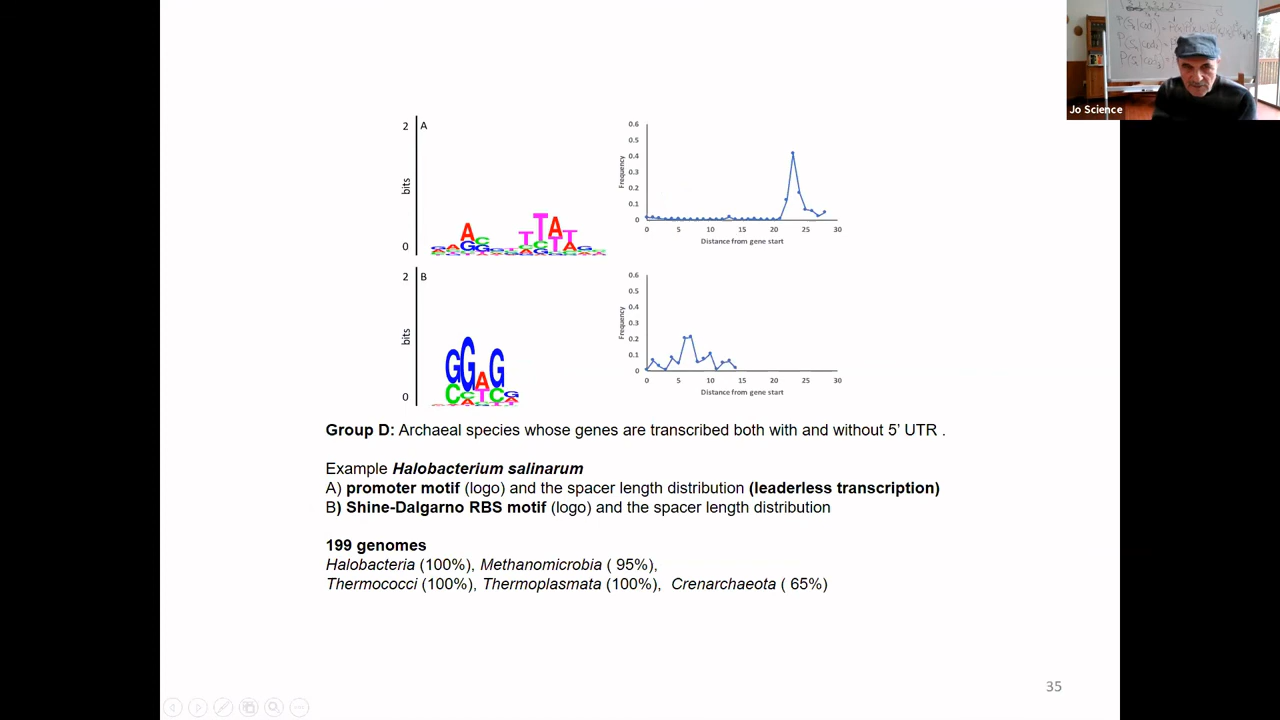 Jo Science
2
A
bits
0
0.6
0.5
0.4
0.3
0.2
0.1
0
Frequency
0 5 10 15 20 25 30
Distance from gene start
2
B
bits
0
0.6
0.5
0.4
0.3
0.2
0.1
0
Frequency
0 5 10 15 20 25 30
Distance from gene start
Group D: Archaeal species whose genes are transcribed both with and without 5’ UTR .
Example Halobacterium salinarum
A) promoter motif (logo) and the spacer length distribution (leaderless transcription)
B) Shine-Dalgarno RBS motif (logo) and the spacer length distribution
199 genomes
Halobacteria (100%), Methanomicrobia ( 95%),
Thermococci (100%), Thermoplasmata (100%), Crenarchaeota ( 65%)
35